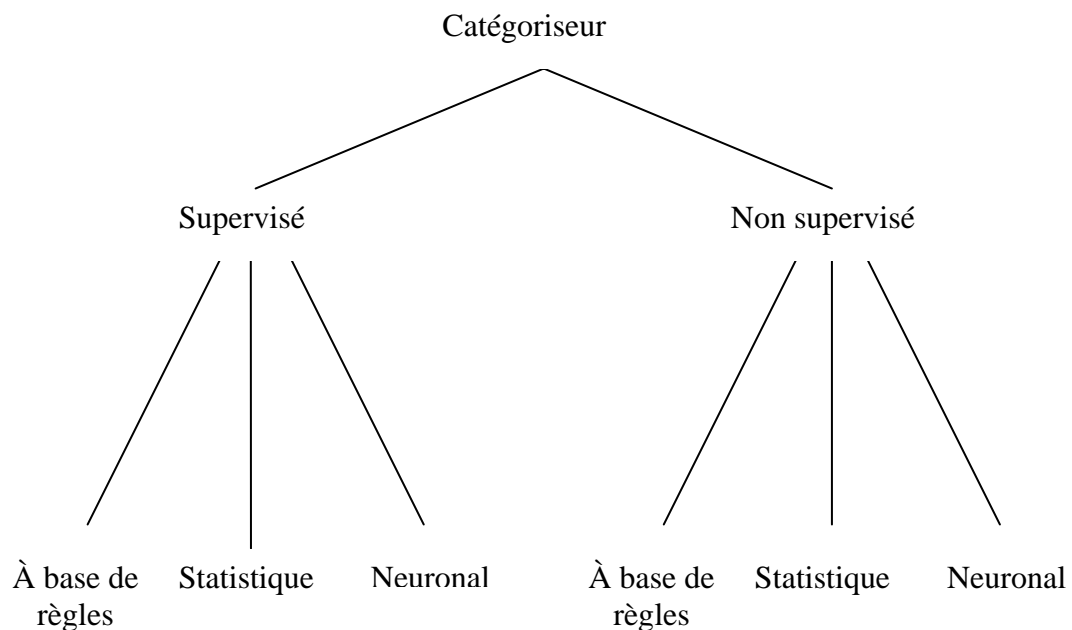 Catégoriseur
Supervisé
Non supervisé
À base de
règles
Statistique
Neuronal
À base de
règles
Statistique
Neuronal